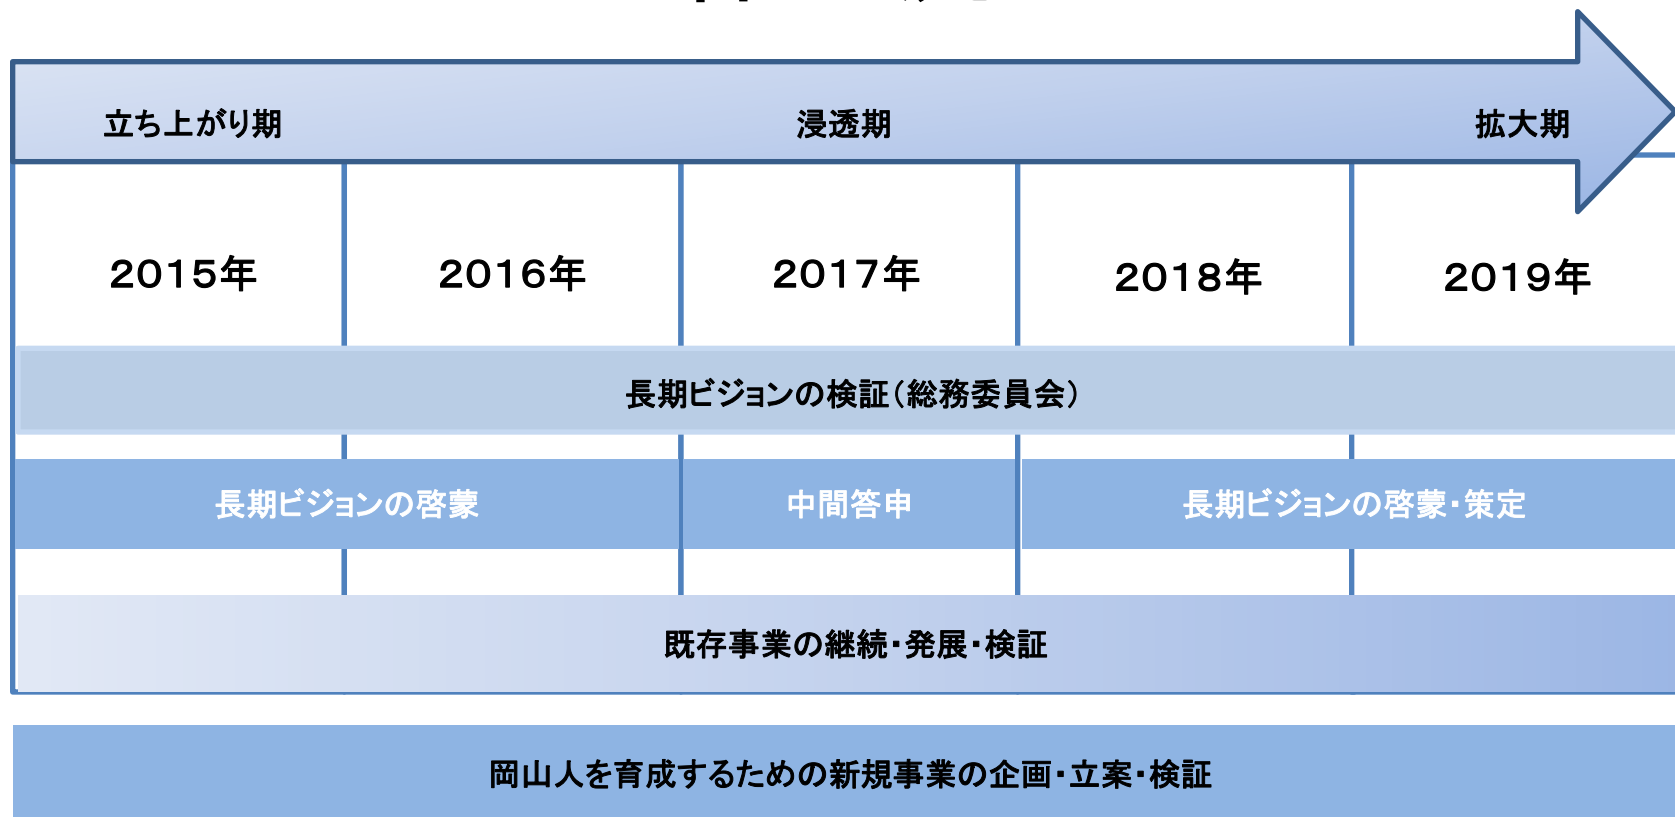 立ち上がり期 浸透期 拡大期
2015年 2016年 2017年 2018年 2019年
長期ビジョンの検証（総務委員会）
長期ビジョンの啓蒙 中間答申 長期ビジョンの啓蒙・策定
既存事業の継続・発展・検証
岡山人を育成するための新規事業の企画・立案・検証